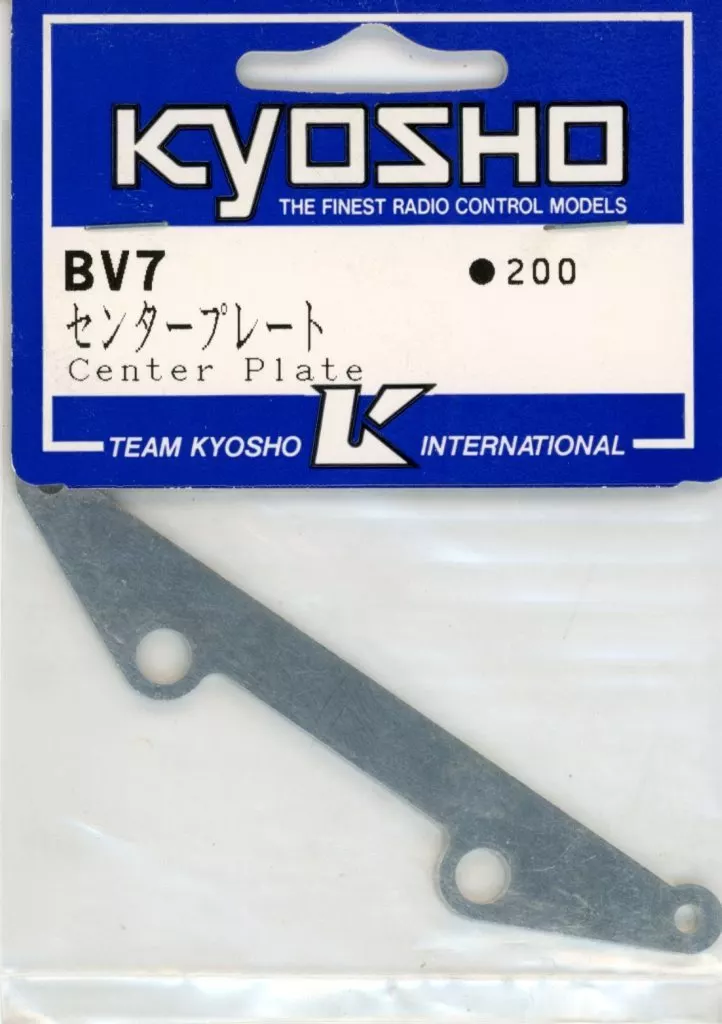 KYOSHO
THE FINEST RADIO CONTROL MODELS
BV7 ●200
センタープレート
Center Plate
TEAM KYOSHO K INTERNATIONAL